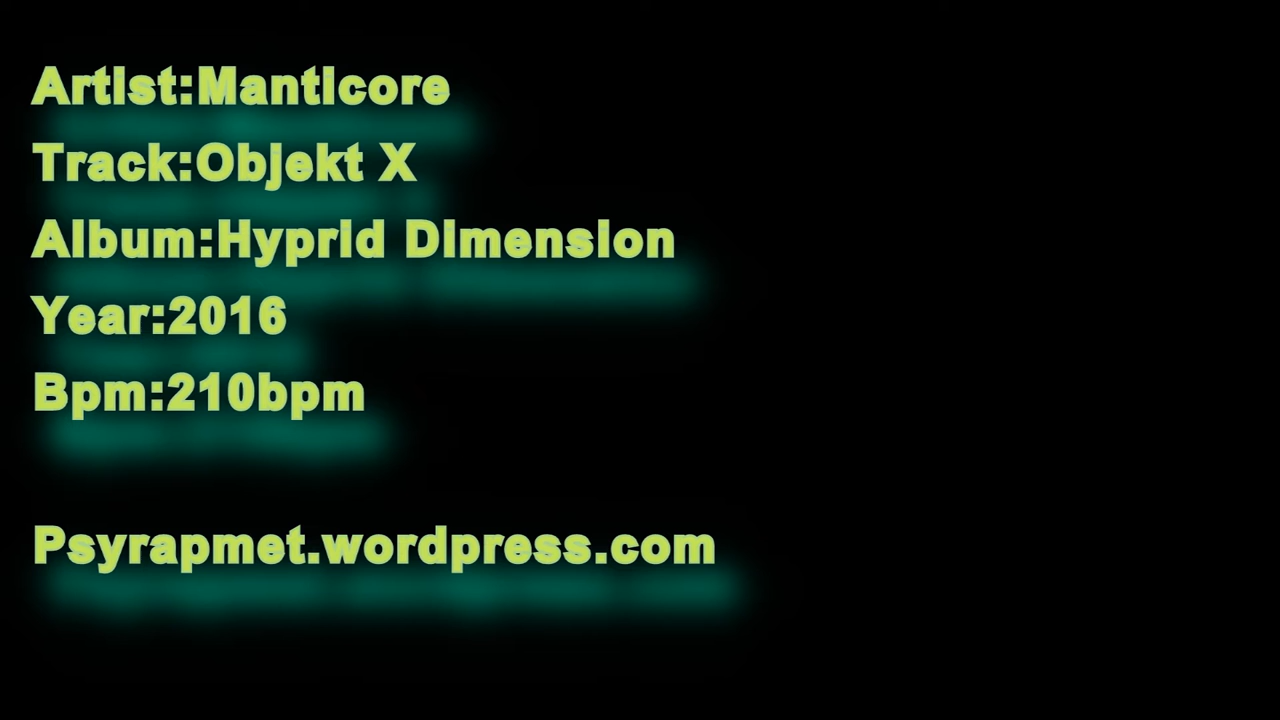 Artist:Manticore
Track:Objekt X
Album:Hyprid Dimension
Year:2016
Bpm:210bpm
Psyrapmet.wordpress.com